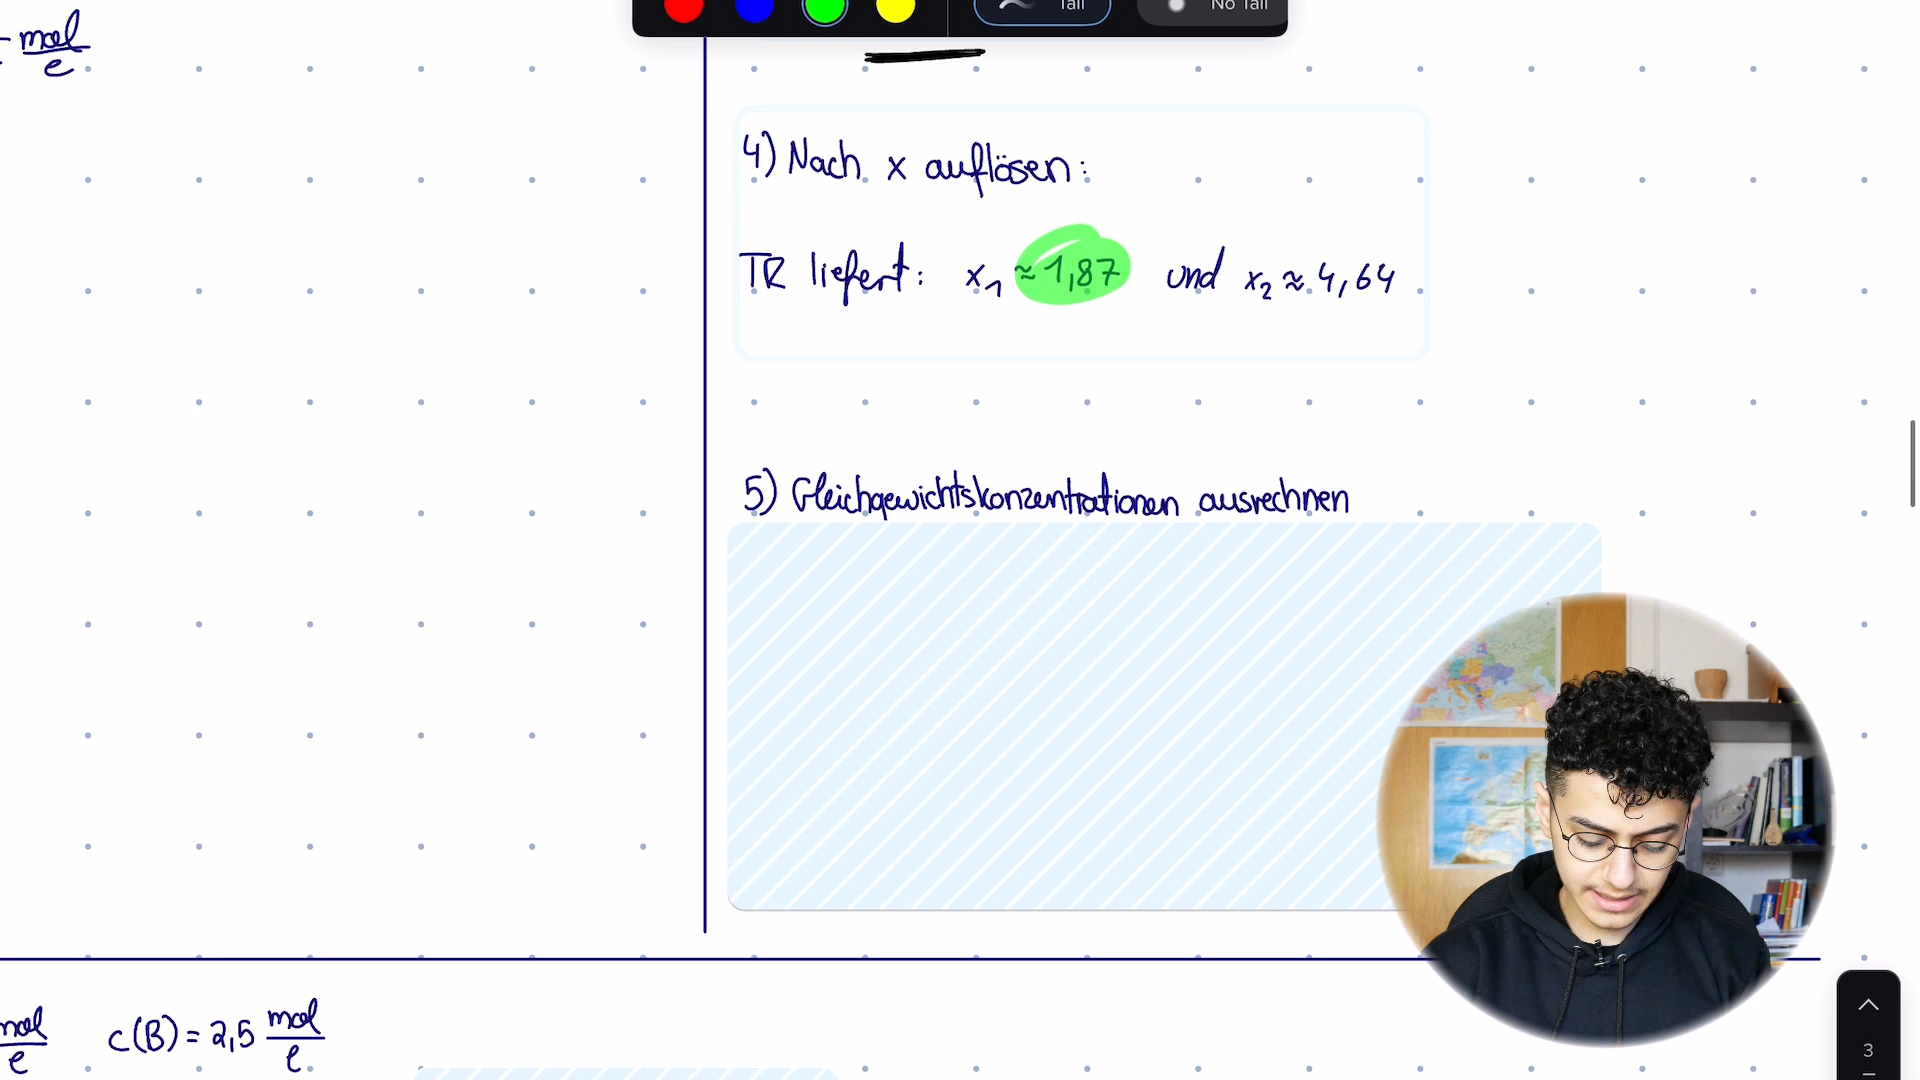 Tail
No Tail
mol
e
4) Nach x auflösen:
TR liefert: x₁ ≈ 1,87 und x₂ ≈ 4,64
5) Gleichgewichtskonzentrationen ausrechnen
mol
e
c(B) = 2,5 mol
l
3